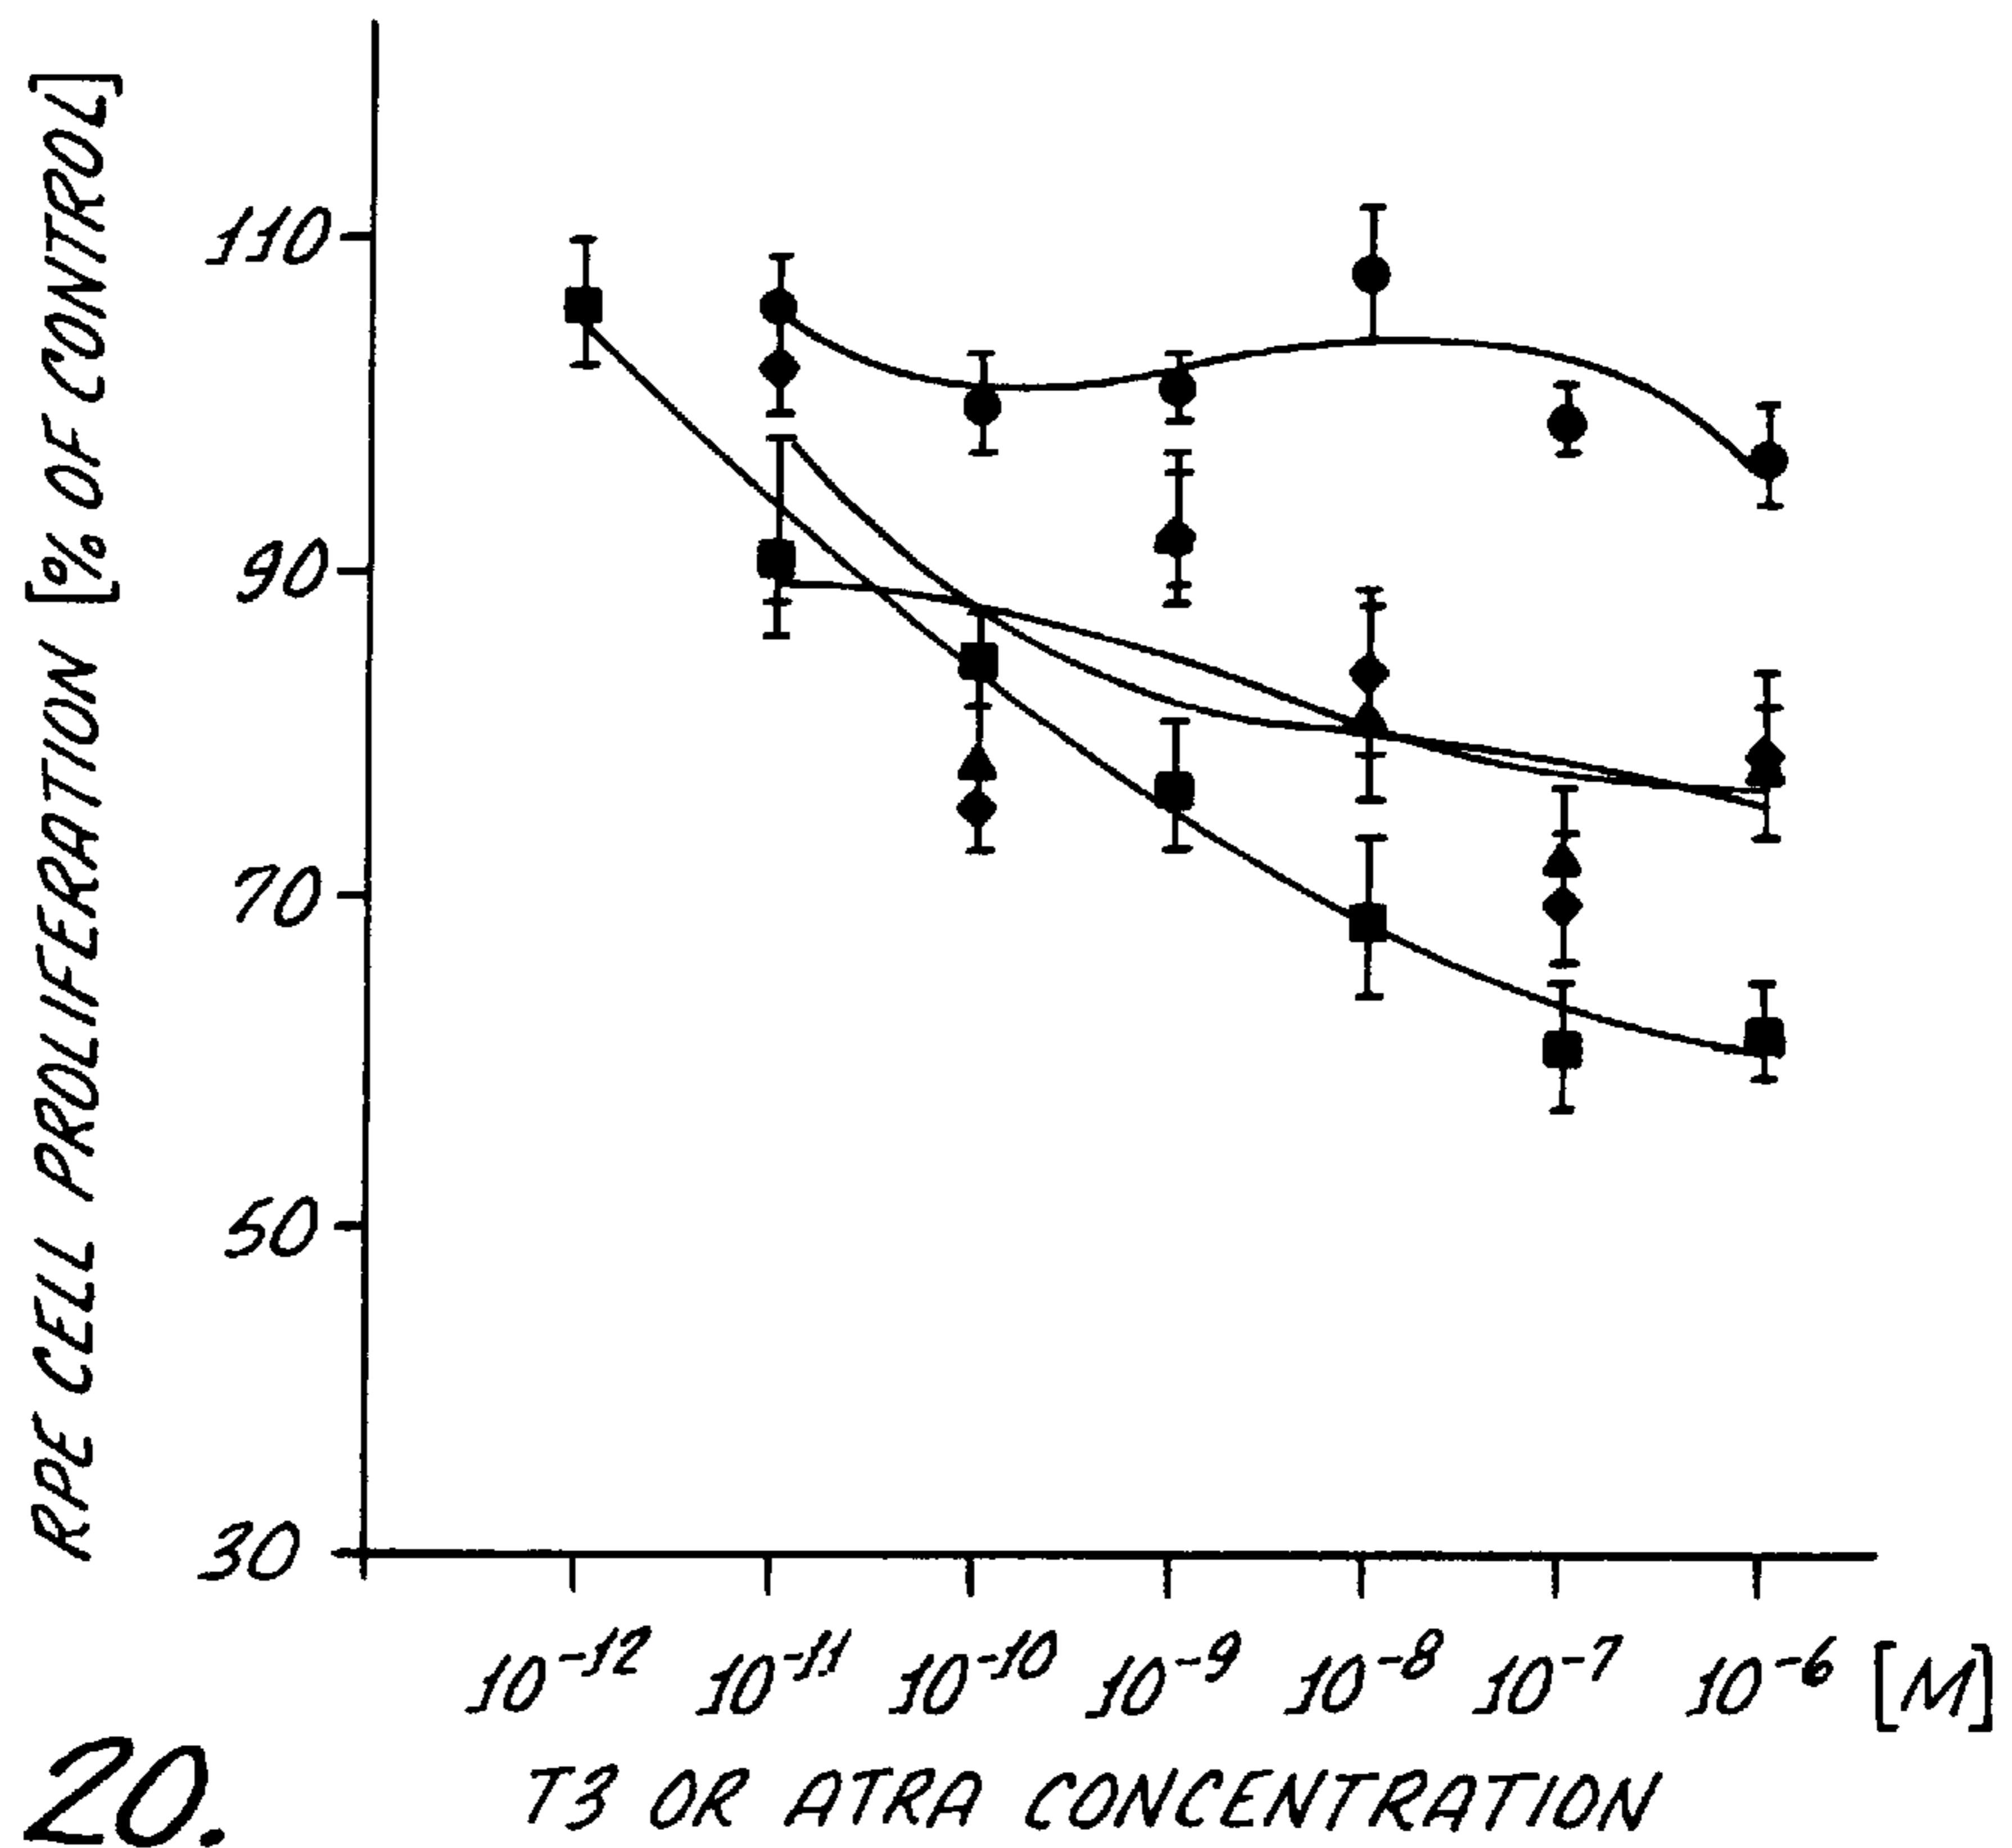 RPE CELL PROLIFERATION [% OF CONTROL]
110
90
70
50
30
10⁻¹² 10⁻¹¹ 10⁻¹⁰ 10⁻⁹ 10⁻⁸ 10⁻⁷ 10⁻⁶ [M]
T3 OR ATRA CONCENTRATION
20.